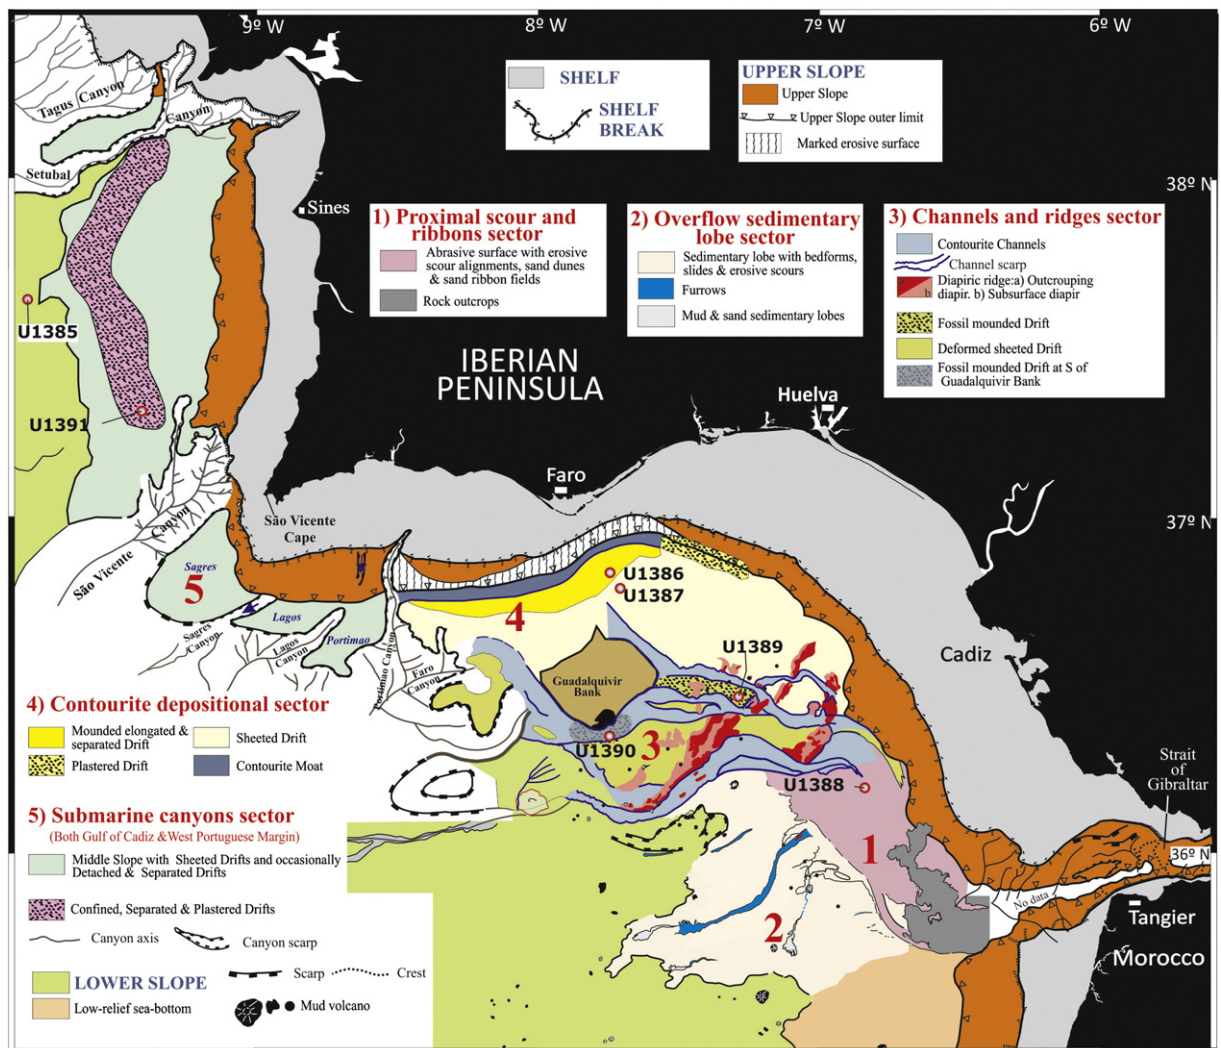 9º W
8º W
7º W
6º W
38º N
37º N
36º N
SHELF
SHELF
BREAK
UPPER SLOPE
Upper Slope
Upper Slope outer limit
Marked erosive surface
1) Proximal scour and
ribbons sector
Abrasive surface with erosive
scour alignments, sand dunes
& sand ribbon fields
Rock outcrops
2) Overflow sedimentary
lobe sector
Sedimentary lobe with bedforms,
slides & erosive scours
Furrows
Mud & sand sedimentary lobes
3) Channels and ridges sector
Contourite Channels
Channel scarp
a
b
Diapiric ridge:a) Outcrouping
diapir. b) Subsurface diapir
Fossil mounded Drift
Deformed sheeted Drift
Fossil mounded Drift at S of
Guadalquivir Bank
Tagus Canyon
Canyon
Setubal
Sines
U1385
U1391
IBERIAN
PENINSULA
Huelva
Faro
São Vicente
Cape
São Vicente
Canyon
Sagres
5
Lagos
Portimao
Sagres
Canyon
Lagos
Canyon
Portimao Canyon
Faro
Canyon
4
U1386
U1387
U1389
Guadalquivir
Bank
U1390
3
U1388
1
2
Cadiz
Strait
of
Gibraltar
No data
Tangier
Morocco
4) Contourite depositional sector
Mounded elongated &
separated Drift
Sheeted Drift
Plastered Drift
Contourite Moat
5) Submarine canyons sector
(Both Gulf of Cadiz &West Portuguese Margin)
Middle Slope with Sheeted Drifts and occasionally
Detached & Separated Drifts
Confined, Separated & Plastered Drifts
Canyon axis
Canyon scarp
LOWER SLOPE
Scarp
Crest
Low-relief sea-bottom
Mud volcano